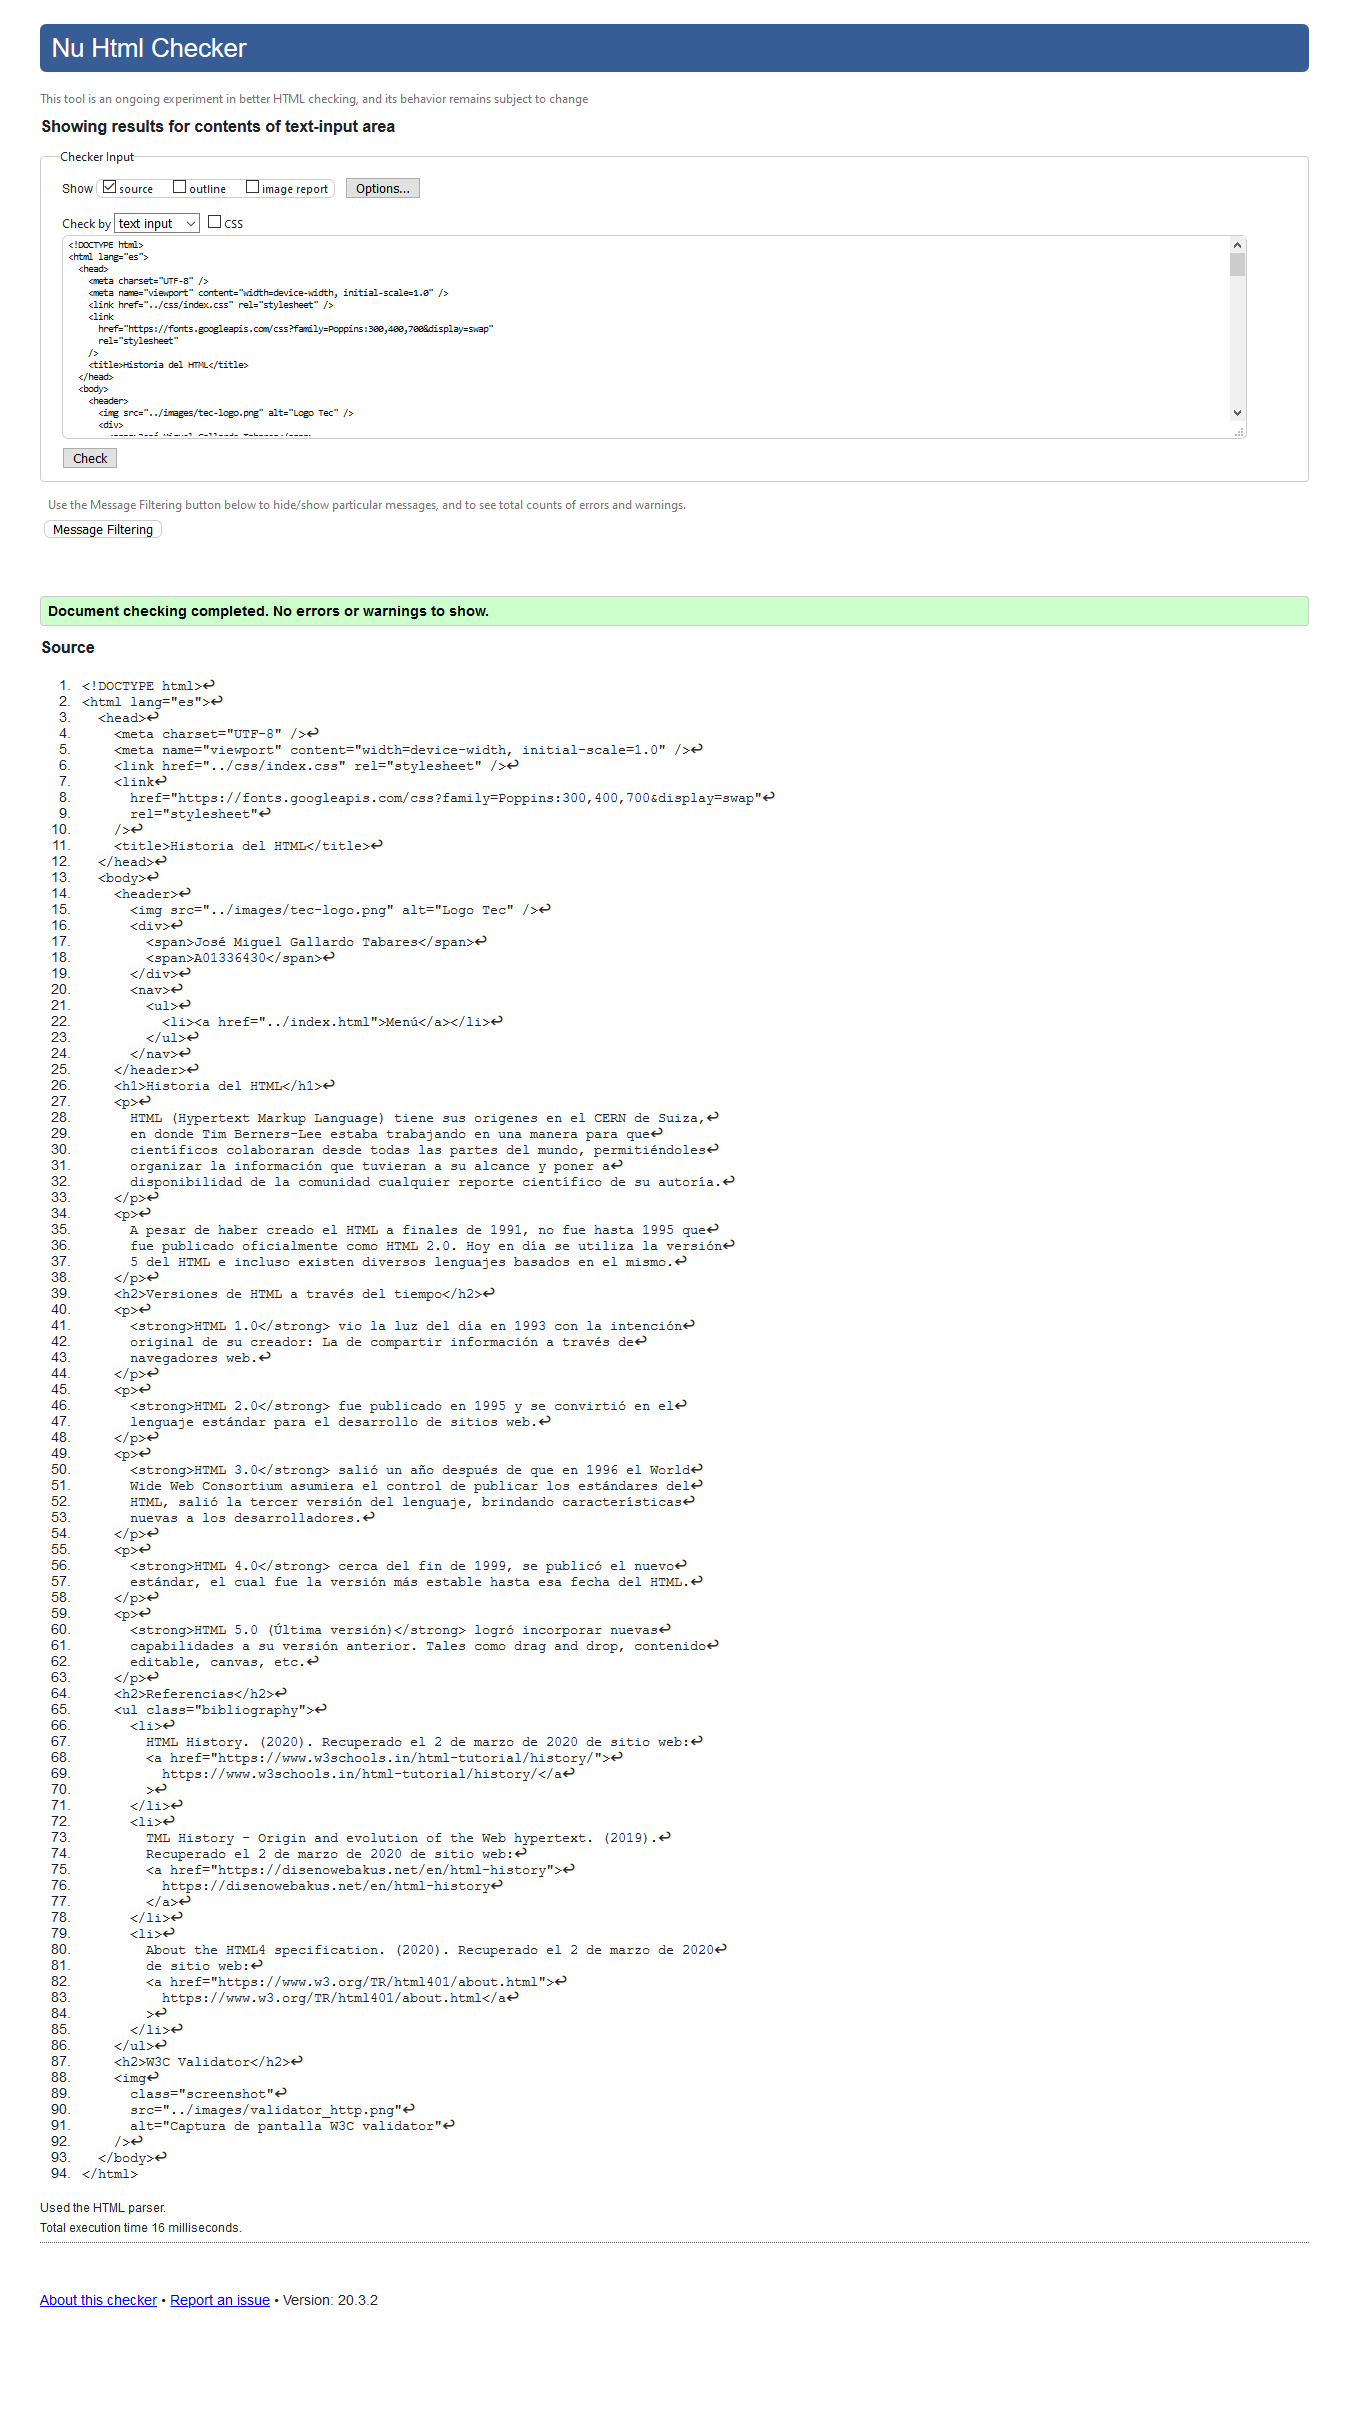 Nu Html Checker
This tool is an ongoing experiment in better HTML checking, and its behavior remains subject to change
Showing results for contents of text-input area
Checker Input
Show source outline image report Options...
Check by text input CSS
<!DOCTYPE html>
<html lang="es">
<head>
<meta charset="UTF-8" />
<meta name="viewport" content="width=device-width, initial-scale=1.0" />
<link href="../css/index.css" rel="stylesheet" />
<link
href="https://fonts.googleapis.com/css?family=Poppins:300,400,700&display=swap"
rel="stylesheet"
/>
<title>Historia del HTML</title>
</head>
<body>
<header>
<img src="../images/tec-logo.png" alt="Logo Tec" />
<div>
Check
Use the Message Filtering button below to hide/show particular messages, and to see total counts of errors and warnings.
Message Filtering
Document checking completed. No errors or warnings to show.
Source
1. <!DOCTYPE html>↩
2. <html lang="es">↩
3. <head>↩
4. <meta charset="UTF-8" />↩
5. <meta name="viewport" content="width=device-width, initial-scale=1.0" />↩
6. <link href="../css/index.css" rel="stylesheet" />↩
7. <link↩
8. href="https://fonts.googleapis.com/css?family=Poppins:300,400,700&display=swap"↩
9. rel="stylesheet"↩
10. />↩
11. <title>Historia del HTML</title>↩
12. </head>↩
13. <body>↩
14. <header>↩
15. <img src="../images/tec-logo.png" alt="Logo Tec" />↩
16. <div>↩
17. <span>José Miguel Gallardo Tabares</span>↩
18. <span>A01336430</span>↩
19. </div>↩
20. <nav>↩
21. <ul>↩
22. <li><a href="../index.html">Menú</a></li>↩
23. </ul>↩
24. </nav>↩
25. </header>↩
26. <h1>Historia del HTML</h1>↩
27. <p>↩
28. HTML (Hypertext Markup Language) tiene sus origenes en el CERN de Suiza,↩
29. en donde Tim Berners-Lee estaba trabajando en una manera para que↩
30. científicos colaboraran desde todas las partes del mundo, permitiéndoles↩
31. organizar la información que tuvieran a su alcance y poner a↩
32. disponibilidad de la comunidad cualquier reporte científico de su autoría.↩
33. </p>↩
34. <p>↩
35. A pesar de haber creado el HTML a finales de 1991, no fue hasta 1995 que↩
36. fue publicado oficialmente como HTML 2.0. Hoy en día se utiliza la versión↩
37. 5 del HTML e incluso existen diversos lenguajes basados en el mismo.↩
38. </p>↩
39. <h2>Versiones de HTML a través del tiempo</h2>↩
40. <p>↩
41. <strong>HTML 1.0</strong> vio la luz del día en 1993 con la intención↩
42. original de su creador: La de compartir información a través de↩
43. navegadores web.↩
44. </p>↩
45. <p>↩
46. <strong>HTML 2.0</strong> fue publicado en 1995 y se convirtió en el↩
47. lenguaje estándar para el desarrollo de sitios web.↩
48. </p>↩
49. <p>↩
50. <strong>HTML 3.0</strong> salió un año después de que en 1996 el World↩
51. Wide Web Consortium asumiera el control de publicar los estándares del↩
52. HTML, salió la tercer versión del lenguaje, brindando características↩
53. nuevas a los desarrolladores.↩
54. </p>↩
55. <p>↩
56. <strong>HTML 4.0</strong> cerca del fin de 1999, se publicó el nuevo↩
57. estándar, el cual fue la versión más estable hasta esa fecha del HTML.↩
58. </p>↩
59. <p>↩
60. <strong>HTML 5.0 (Última versión)</strong> logró incorporar nuevas↩
61. capabilidades a su versión anterior. Tales como drag and drop, contenido↩
62. editable, canvas, etc.↩
63. </p>↩
64. <h2>Referencias</h2>↩
65. <ul class="bibliography">↩
66. <li>↩
67. HTML History. (2020). Recuperado el 2 de marzo de 2020 de sitio web:↩
68. <a href="https://www.w3schools.in/html-tutorial/history/">↩
69. https://www.w3schools.in/html-tutorial/history/</a↩
70. >↩
71. </li>↩
72. <li>↩
73. TML History - Origin and evolution of the Web hypertext. (2019).↩
74. Recuperado el 2 de marzo de 2020 de sitio web:↩
75. <a href="https://disenowebakus.net/en/html-history">↩
76. https://disenowebakus.net/en/html-history↩
77. </a>↩
78. </li>↩
79. <li>↩
80. About the HTML4 specification. (2020). Recuperado el 2 de marzo de 2020↩
81. de sitio web:↩
82. <a href="https://www.w3.org/TR/html401/about.html">↩
83. https://www.w3.org/TR/html401/about.html</a↩
84. >↩
85. </li>↩
86. </ul>↩
87. <h2>W3C Validator</h2>↩
88. <img↩
89. class="screenshot"↩
90. src="../images/validator_http.png"↩
91. alt="Captura de pantalla W3C validator"↩
92. />↩
93. </body>↩
94. </html>
Used the HTML parser.
Total execution time 16 milliseconds.
About this checker • Report an issue • Version: 20.3.2